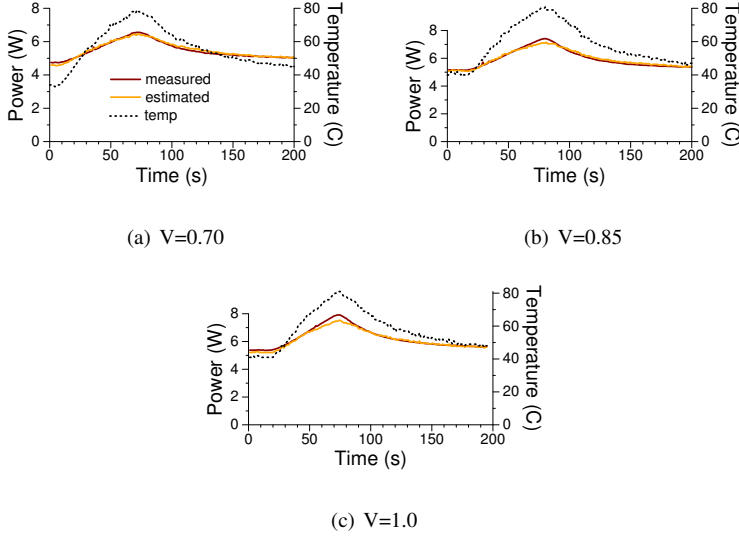 8
6
4
2
0
Power (W)
80
60
40
20
0
Temperature (C)
measured
estimated
temp
0 50 100 150 200
Time (s)
(a) V=0.70
8
6
4
2
0
Power (W)
80
60
40
20
0
Temperature (C)
0 50 100 150 200
Time (s)
(b) V=0.85
8
6
4
2
0
Power (W)
80
60
40
20
0
Temperature (C)
0 50 100 150 200
Time (s)
(c) V=1.0